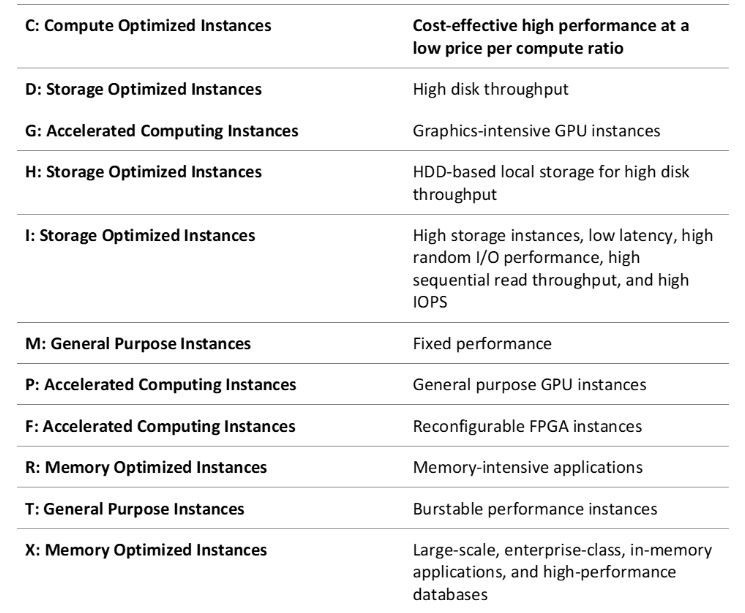 C: Compute Optimized Instances
Cost-effective high performance at a
low price per compute ratio
D: Storage Optimized Instances
High disk throughput
G: Accelerated Computing Instances
Graphics-intensive GPU instances
H: Storage Optimized Instances
HDD-based local storage for high disk
throughput
I: Storage Optimized Instances
High storage instances, low latency, high
random I/O performance, high
sequential read throughput, and high
IOPS
M: General Purpose Instances
Fixed performance
P: Accelerated Computing Instances
General purpose GPU instances
F: Accelerated Computing Instances
Reconfigurable FPGA instances
R: Memory Optimized Instances
Memory-intensive applications
T: General Purpose Instances
Burstable performance instances
X: Memory Optimized Instances
Large-scale, enterprise-class, in-memory
applications, and high-performance
databases